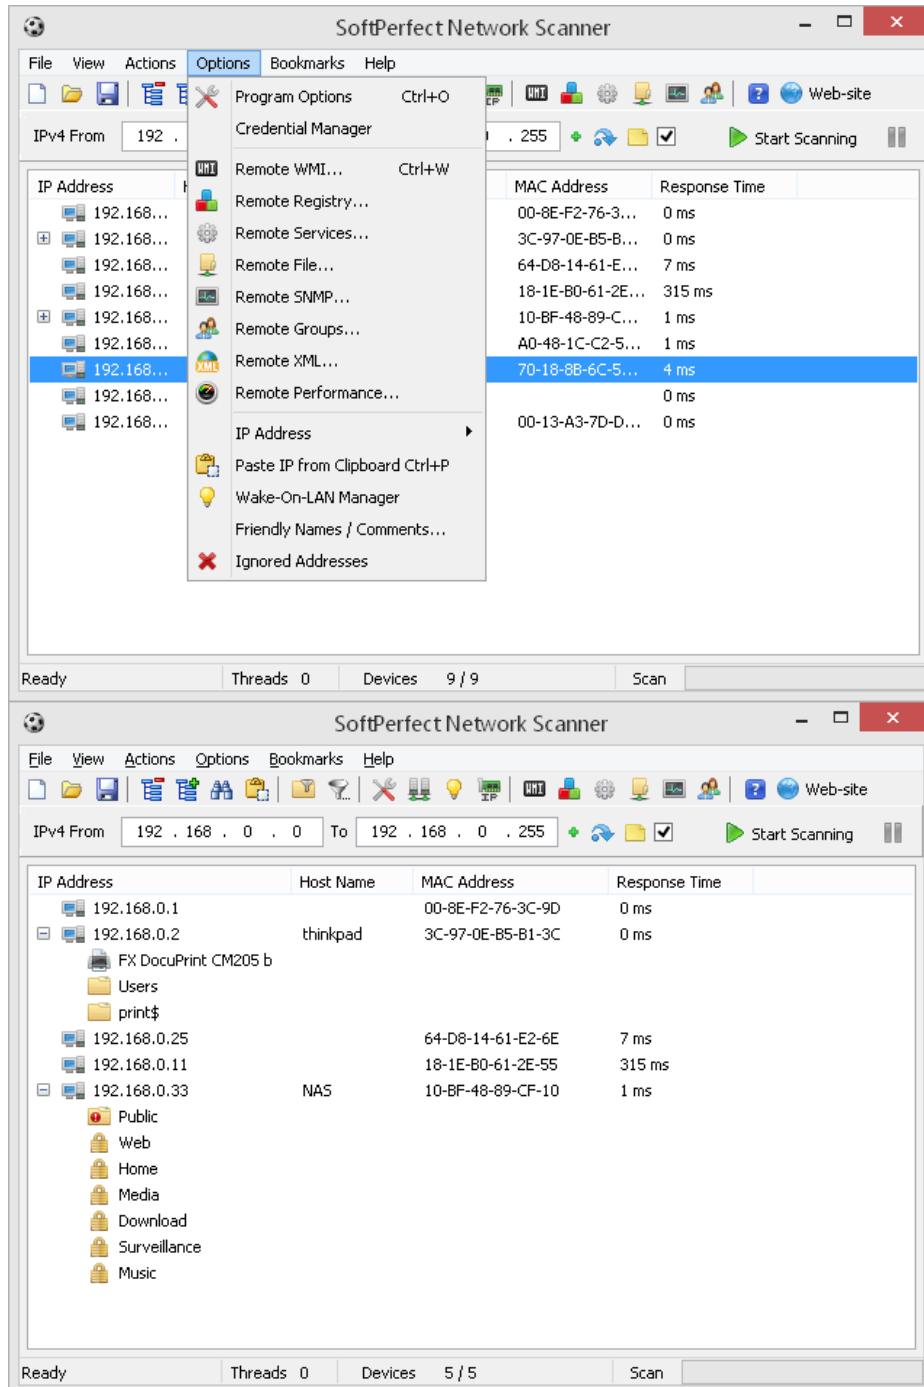 SoftPerfect Network Scanner
File View Actions Options Bookmarks Help
Web-site
IPv4 From 192 . . 255 Start Scanning
Program Options Ctrl+O
Credential Manager
Remote WMI... Ctrl+W
Remote Registry...
Remote Services...
Remote File...
Remote SNMP...
Remote Groups...
Remote XML...
Remote Performance...
IP Address
Paste IP from Clipboard Ctrl+P
Wake-On-LAN Manager
Friendly Names / Comments...
Ignored Addresses
IP Address MAC Address Response Time
192.168... 00-8E-F2-76-3... 0 ms
192.168... 3C-97-0E-B5-B... 0 ms
192.168... 64-D8-14-61-E... 7 ms
192.168... 18-1E-B0-61-2E... 315 ms
192.168... 10-BF-48-89-C... 1 ms
192.168... A0-48-1C-C2-5... 1 ms
192.168... 70-18-8B-6C-5... 4 ms
192.168... 0 ms
192.168... 00-13-A3-7D-D... 0 ms
Ready Threads 0 Devices 9 / 9 Scan
SoftPerfect Network Scanner
File View Actions Options Bookmarks Help
WMI Web-site
IPv4 From 192 . 168 . 0 . 0 To 192 . 168 . 0 . 255 Start Scanning
IP Address Host Name MAC Address Response Time
192.168.0.1 00-8E-F2-76-3C-9D 0 ms
192.168.0.2 thinkpad 3C-97-0E-B5-B1-3C 0 ms
FX DocuPrint CM205 b
Users
print$
192.168.0.25 64-D8-14-61-E2-6E 7 ms
192.168.0.11 18-1E-B0-61-2E-55 315 ms
192.168.0.33 NAS 10-BF-48-89-CF-10 1 ms
Public
Web
Home
Media
Download
Surveillance
Music
Ready Threads 0 Devices 5 / 5 Scan